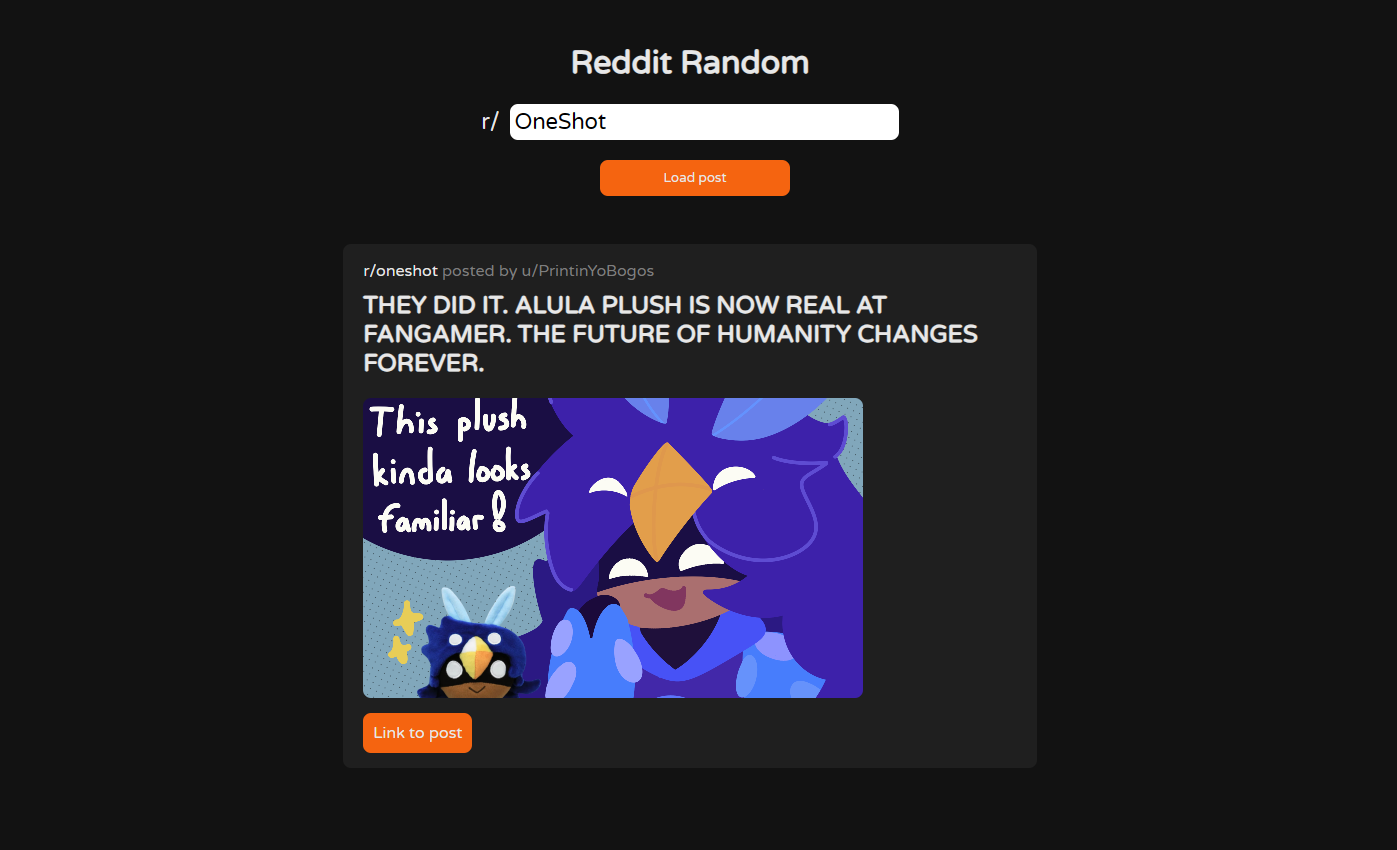 Reddit Random
r/ OneShot
Load post
r/oneshot posted by u/PrintinYoBogos
THEY DID IT. ALULA PLUSH IS NOW REAL AT
FANGAMER. THE FUTURE OF HUMANITY CHANGES
FOREVER.
This plush
kinda looks
familiar!
Link to post